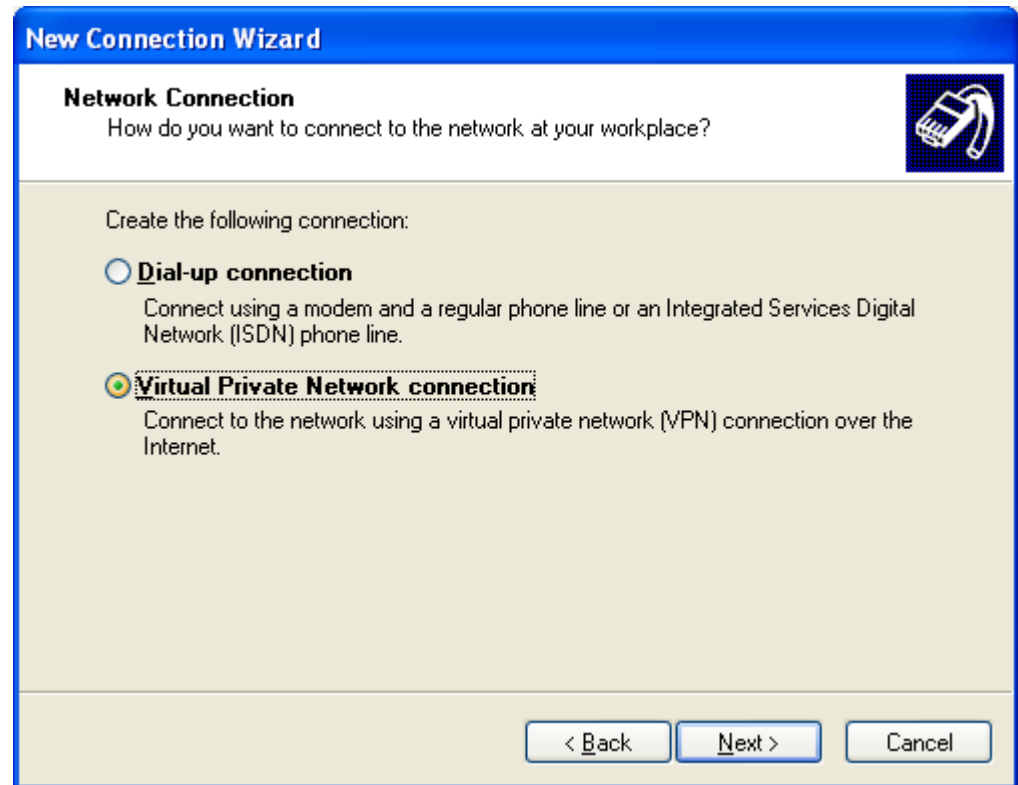 New Connection Wizard
Network Connection
How do you want to connect to the network at your workplace?
Create the following connection:
Dial-up connection
Connect using a modem and a regular phone line or an Integrated Services Digital
Network (ISDN) phone line.
Virtual Private Network connection
Connect to the network using a virtual private network (VPN) connection over the
Internet.
< Back
Next >
Cancel